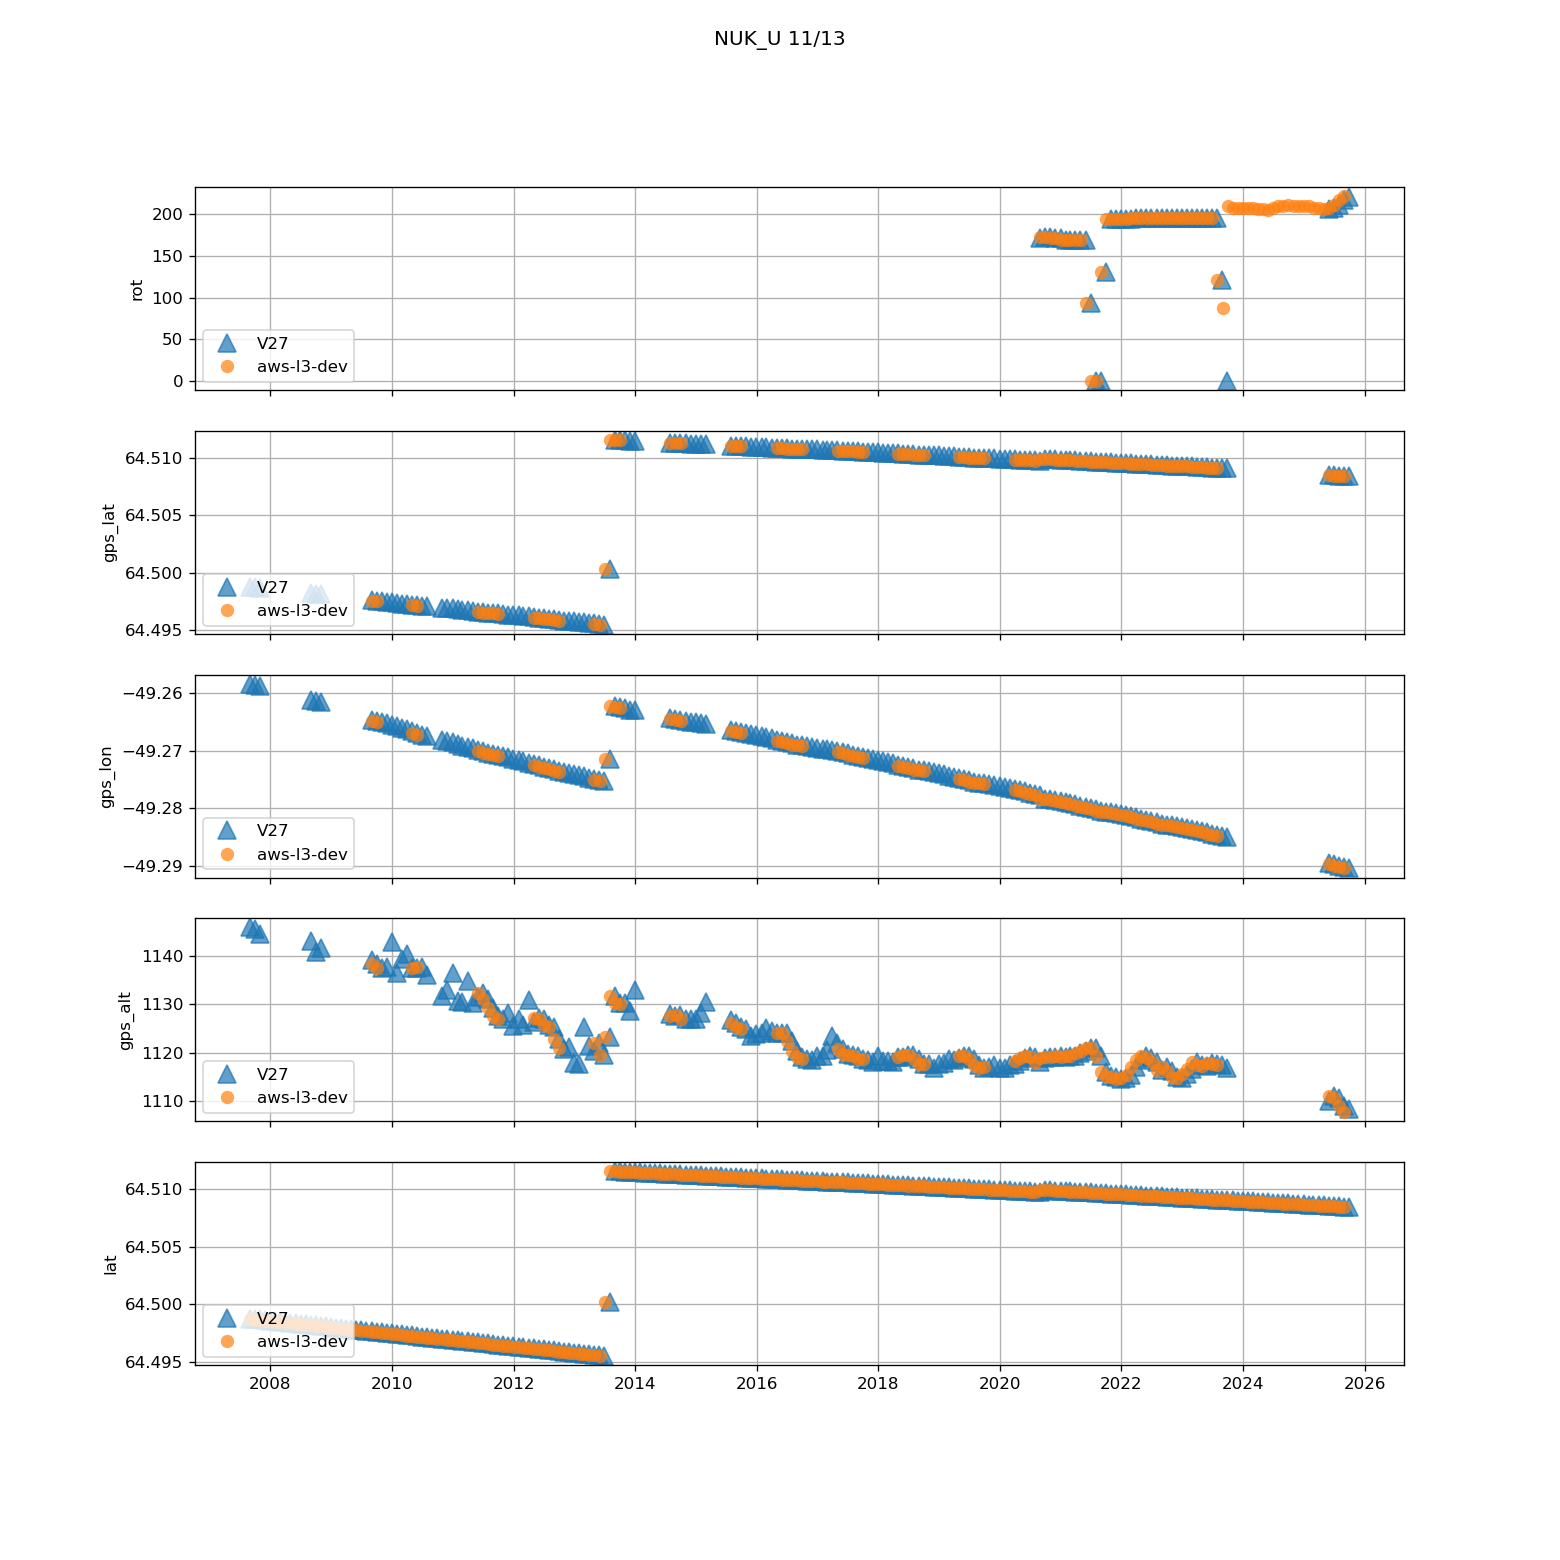 NUK_U 11/13
200
150
100
50
0
rot
V27
aws-l3-dev
64.510
64.505
64.500
64.495
gps_lat
V27
aws-l3-dev
−49.26
−49.27
−49.28
−49.29
gps_lon
V27
aws-l3-dev
1140
1130
1120
1110
gps_alt
V27
aws-l3-dev
64.510
64.505
64.500
64.495
lat
V27
aws-l3-dev
2008 2010 2012 2014 2016 2018 2020 2022 2024 2026